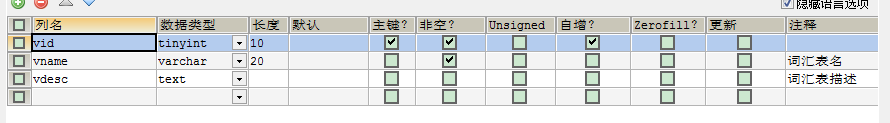 隐藏语言选项
列名 数据类型 长度 默认 主键? 非空? Unsigned 自增? Zerofill? 更新 注释
vid tinyint 10
vname varchar 20 词汇表名
vdesc text 词汇表描述